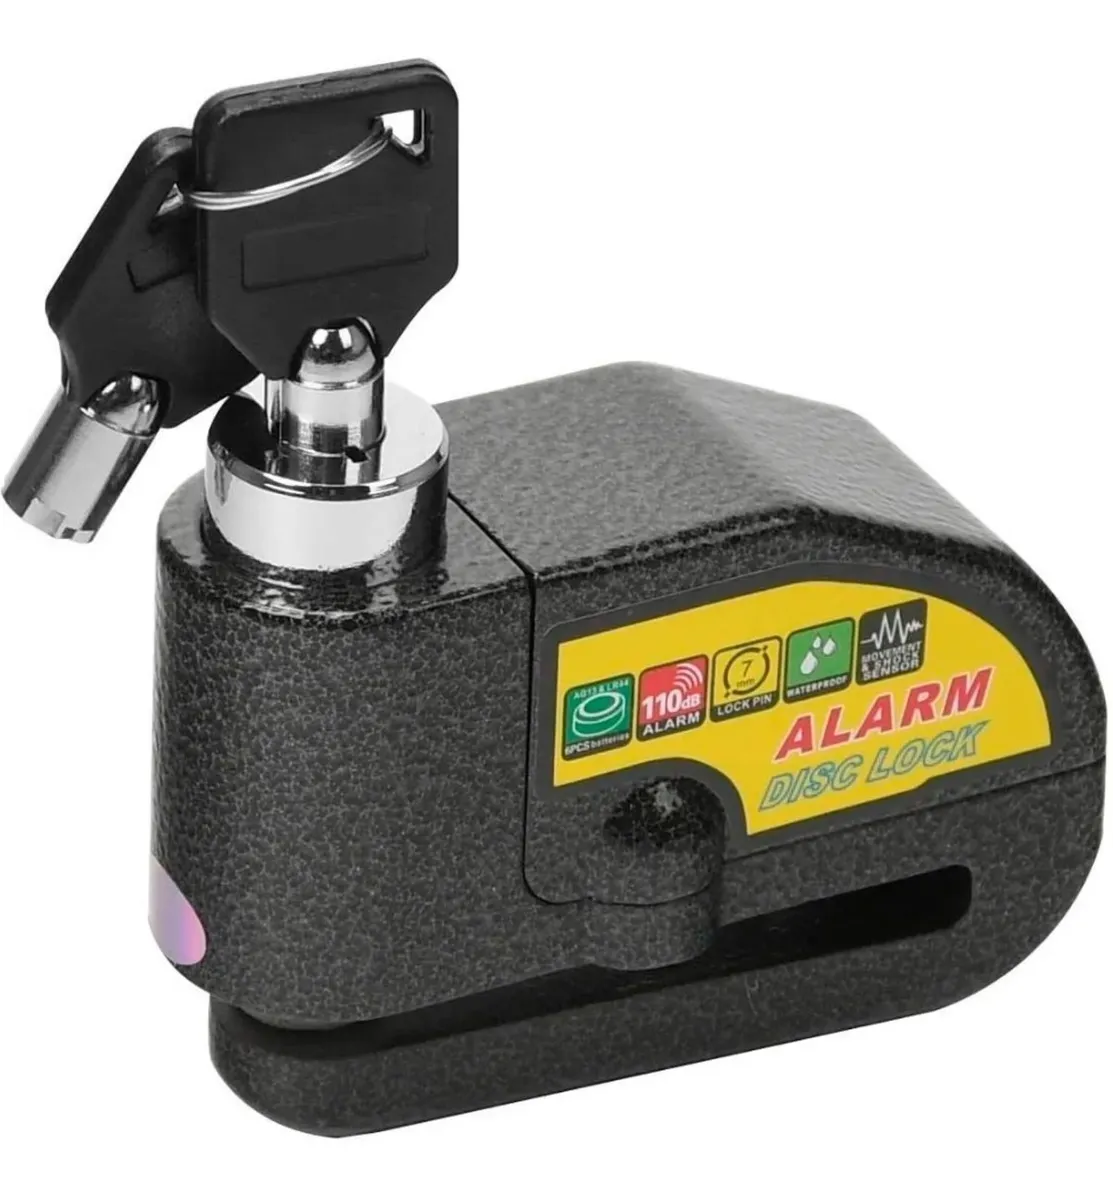 AG13 & LR44
6PCS batteries
110dB
ALARM
7
mm
LOCK PIN
WATERPROOF
MOVEMENT
& SHOCK
SENSOR
ALARM
DISC LOCK